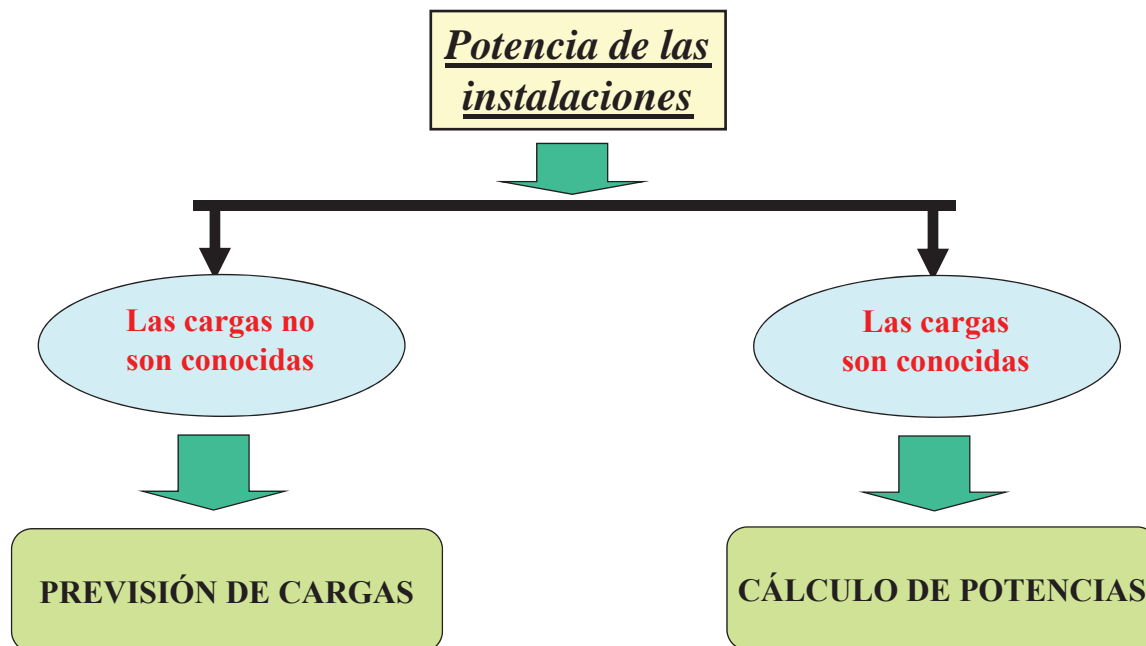 Potencia de las
instalaciones
Las cargas no
son conocidas
Las cargas
son conocidas
PREVISIÓN DE CARGAS
CÁLCULO DE POTENCIAS